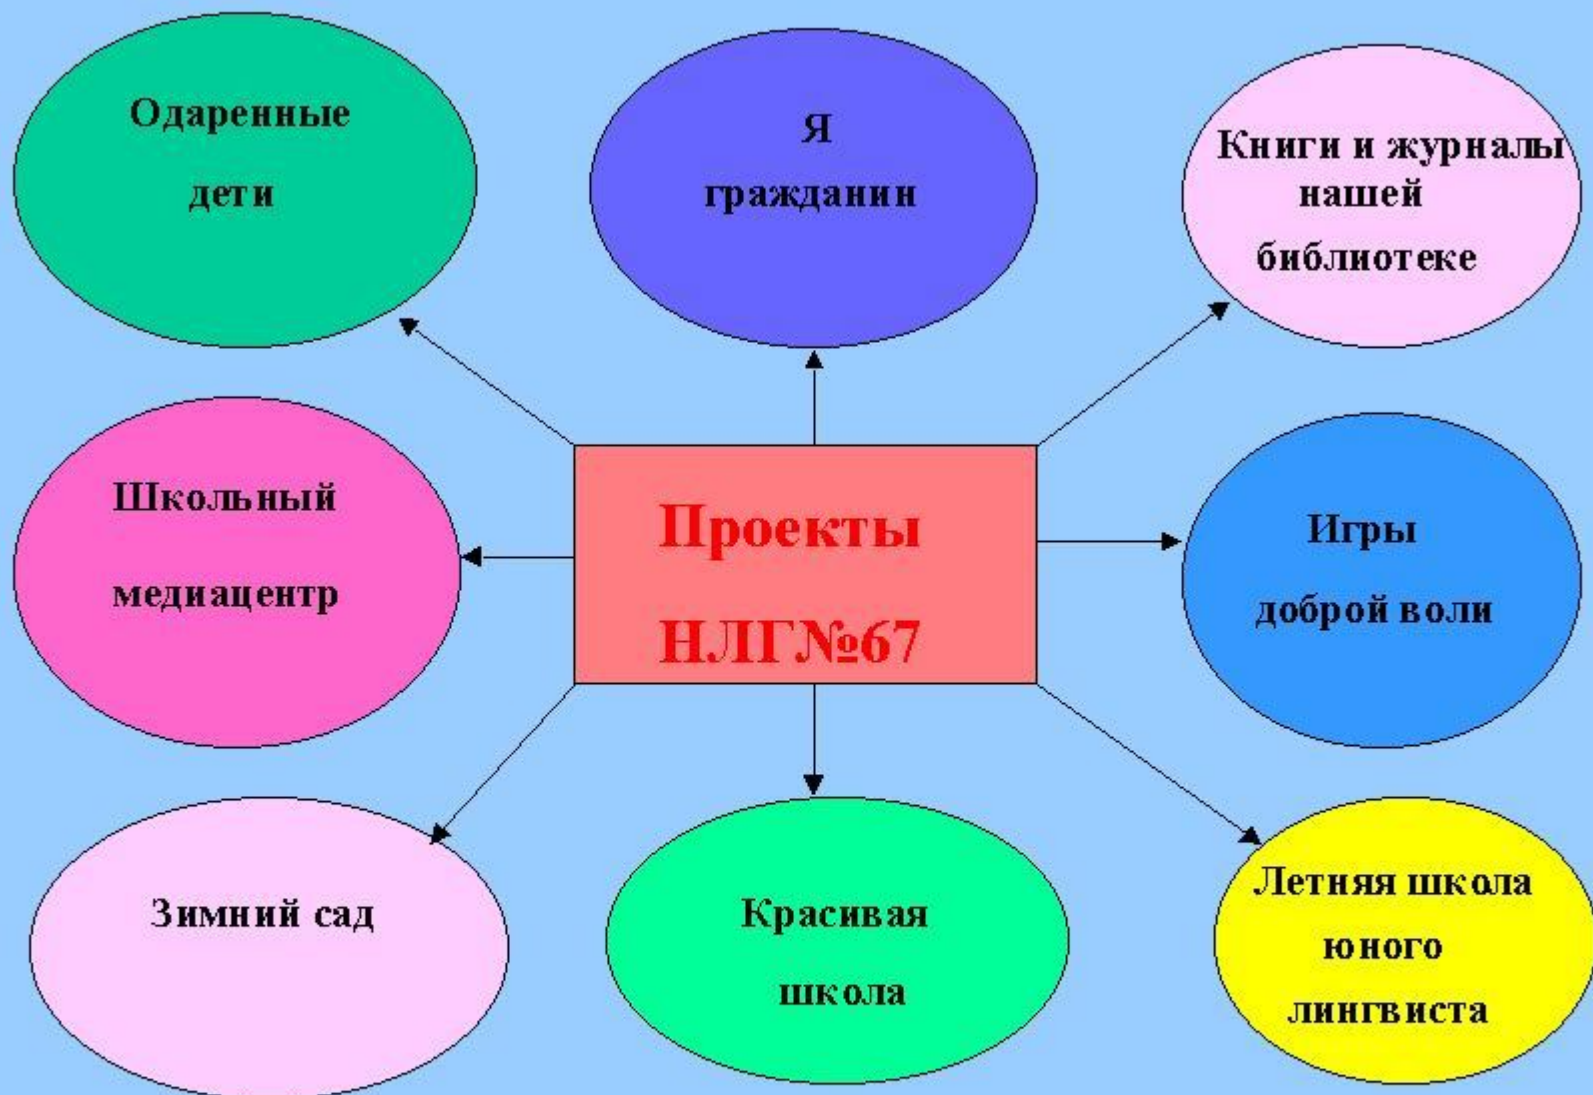 Одаренные
дети
Я
гражданин
Книги и журналы
нашей
библиотеке
Школьный
медиацентр
Проекты
НЛГ№67
Игры
доброй воли
Зимний сад
Красивая
школа
Летняя школа
юного
лингвиста